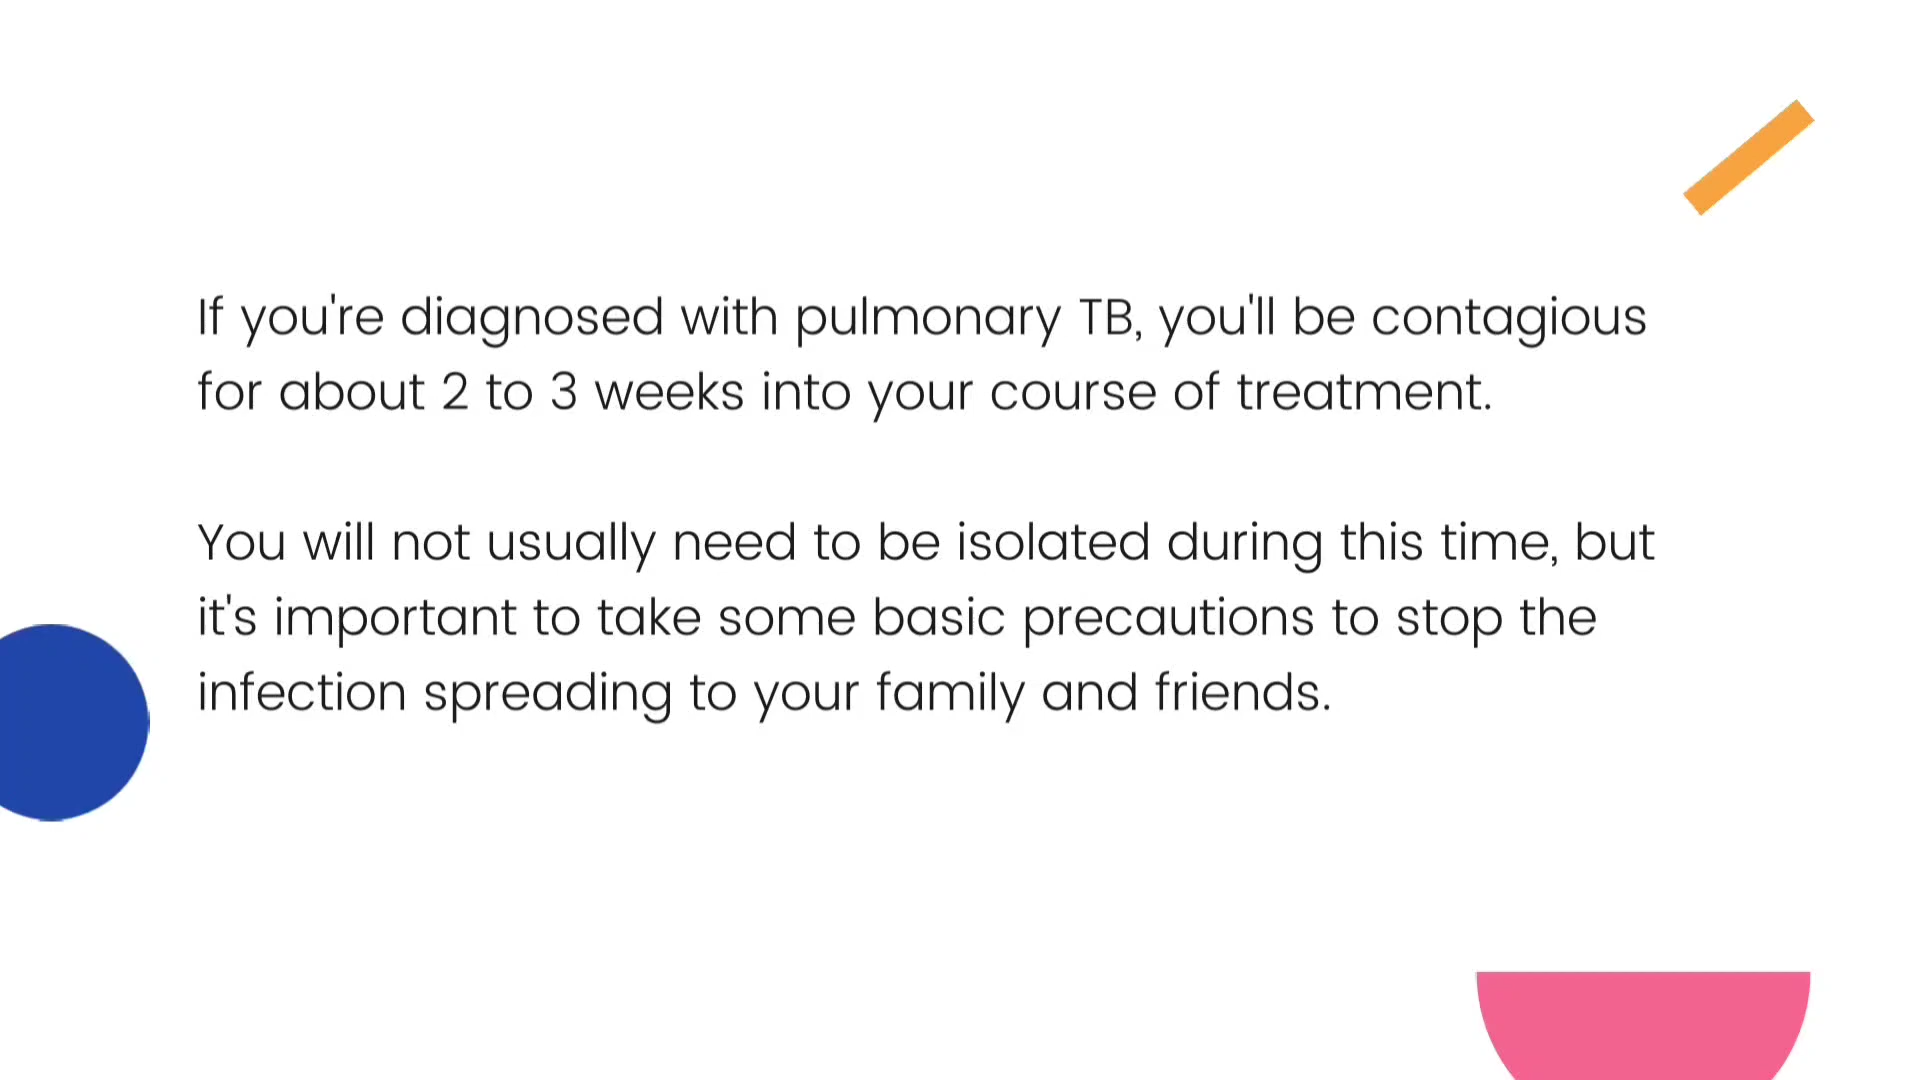 If you're diagnosed with pulmonary TB, you'll be contagious
for about 2 to 3 weeks into your course of treatment.
You will not usually need to be isolated during this time, but
it's important to take some basic precautions to stop the
infection spreading to your family and friends.